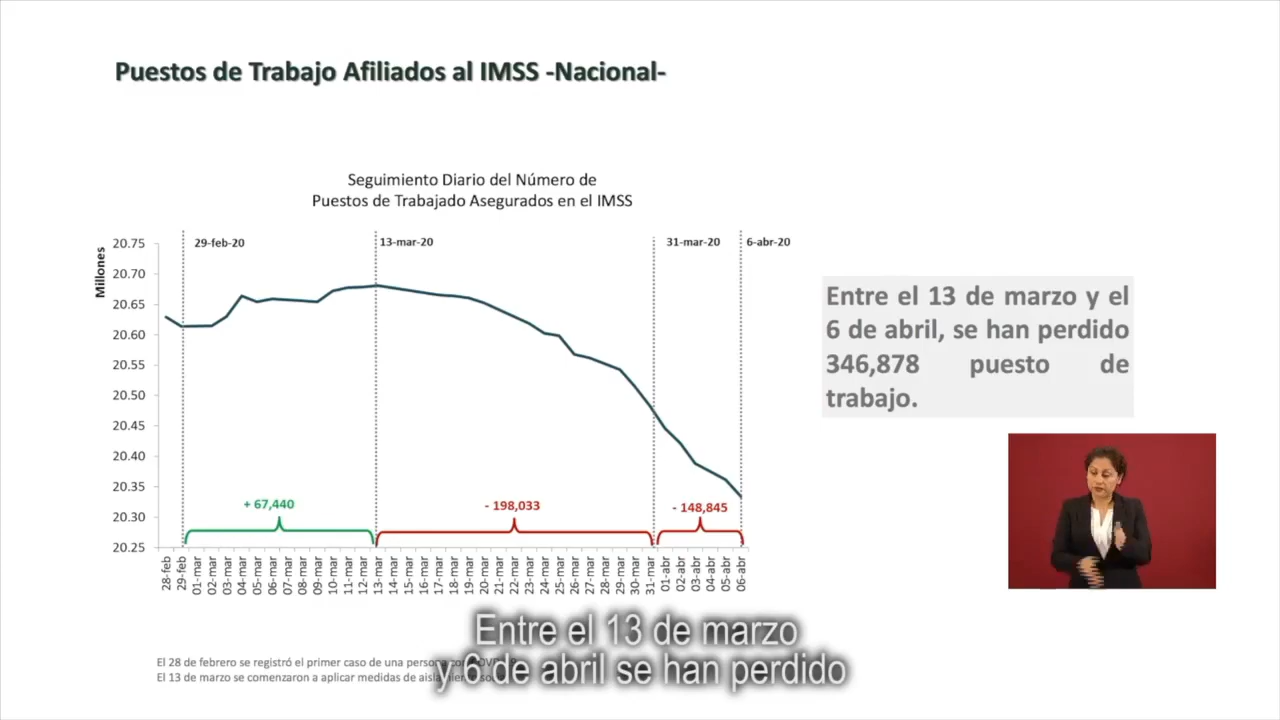 Puestos de Trabajo Afiliados al IMSS -Nacional-
Seguimiento Diario del Número de
Puestos de Trabajado Asegurados en el IMSS
Millones
29-feb-20
13-mar-20
31-mar-20
6-abr-20
20.75
20.70
20.65
20.60
20.55
20.50
20.45
20.40
20.35
20.30
20.25
+ 67,440
- 198,033
- 148,845
28-feb
29-feb
01-mar
02-mar
03-mar
04-mar
05-mar
06-mar
07-mar
08-mar
09-mar
10-mar
11-mar
12-mar
13-mar
14-mar
15-mar
16-mar
17-mar
18-mar
19-mar
20-mar
21-mar
22-mar
23-mar
24-mar
25-mar
26-mar
27-mar
28-mar
29-mar
30-mar
31-mar
01-abr
02-abr
03-abr
04-abr
05-abr
06-abr
Entre el 13 de marzo y el
6 de abril, se han perdido
346,878 puesto de
trabajo.
Entre el 13 de marzo
y 6 de abril se han perdido
El 28 de febrero se registró el primer caso de una persona
El 13 de marzo se comenzaron a aplicar medidas de